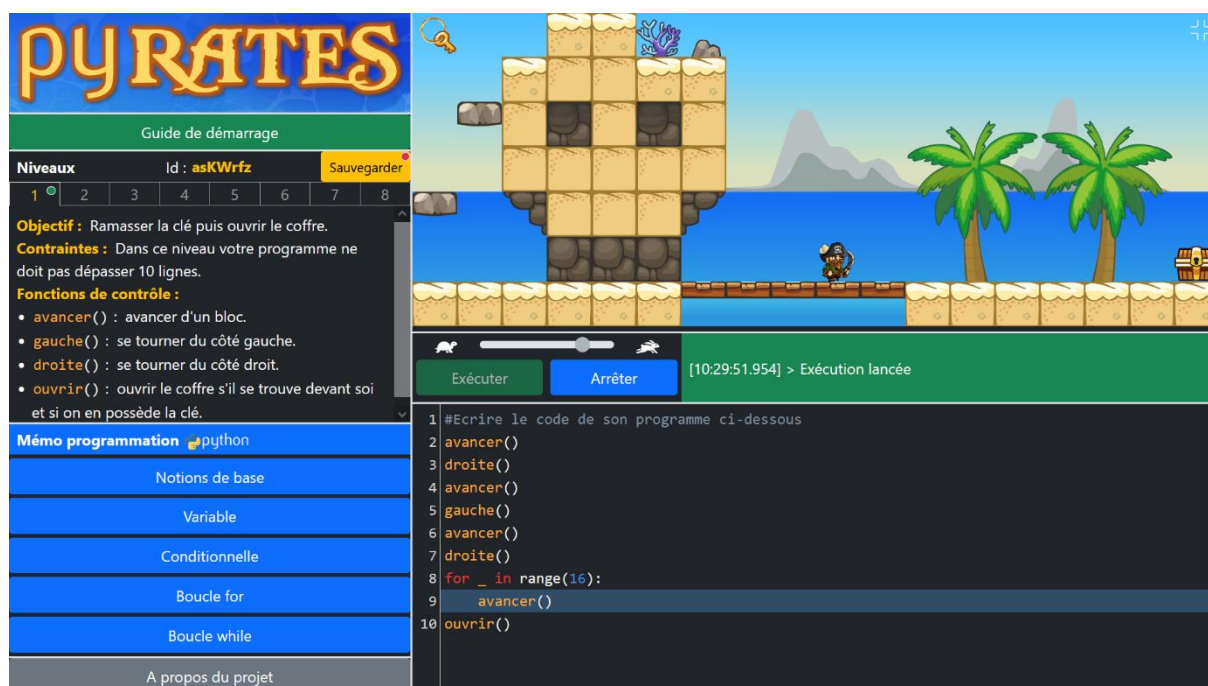 pyRATES
Guide de démarrage
Niveaux Id : asKWrfz Sauvegarder
1 2 3 4 5 6 7 8
Objectif : Ramasser la clé puis ouvrir le coffre.
Contraintes : Dans ce niveau votre programme ne
doit pas dépasser 10 lignes.
Fonctions de contrôle :
• avancer() : avancer d'un bloc.
• gauche() : se tourner du côté gauche.
• droite() : se tourner du côté droit.
• ouvrir() : ouvrir le coffre s'il se trouve devant soi
et si on en possède la clé.
Mémo programmation python
Notions de base
Variable
Conditionnelle
Boucle for
Boucle while
A propos du projet
Exécuter Arrêter
[10:29:51.954] > Exécution lancée
1 #Ecrire le code de son programme ci-dessous
2 avancer()
3 droite()
4 avancer()
5 gauche()
6 avancer()
7 droite()
8 for _ in range(16):
9     avancer()
10 ouvrir()